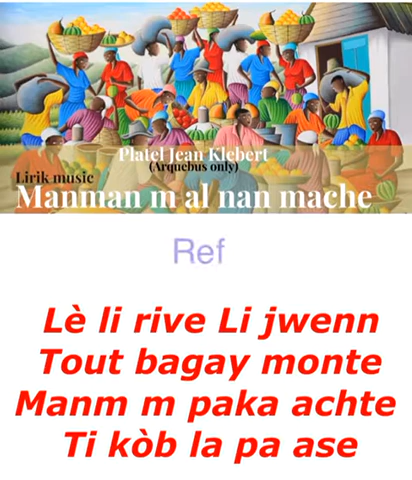 Platel Jean Klebert
(Arquebus only)
Lirik music
Manman m al nan mache
Ref
Lè li rive Li jwenn
Tout bagay monte
Manm m paka achte
Ti kòb la pa ase